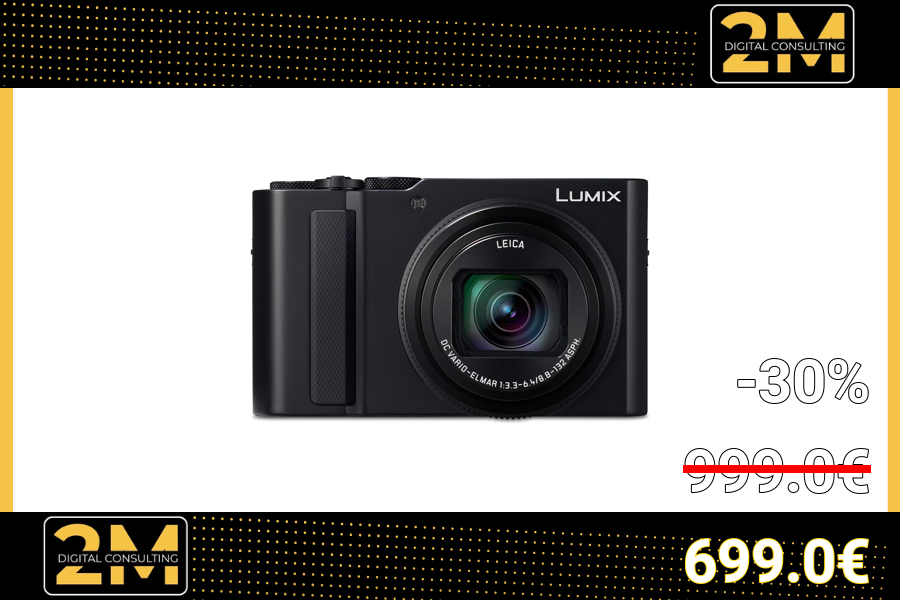 2M
DIGITAL CONSULTING
LUMIX
LEICA
DC VARIO-ELMAR 1:3.3-6.4/8.8-132 ASPH.
-30%
999.0€
2M
DIGITAL CONSULTING
699.0€